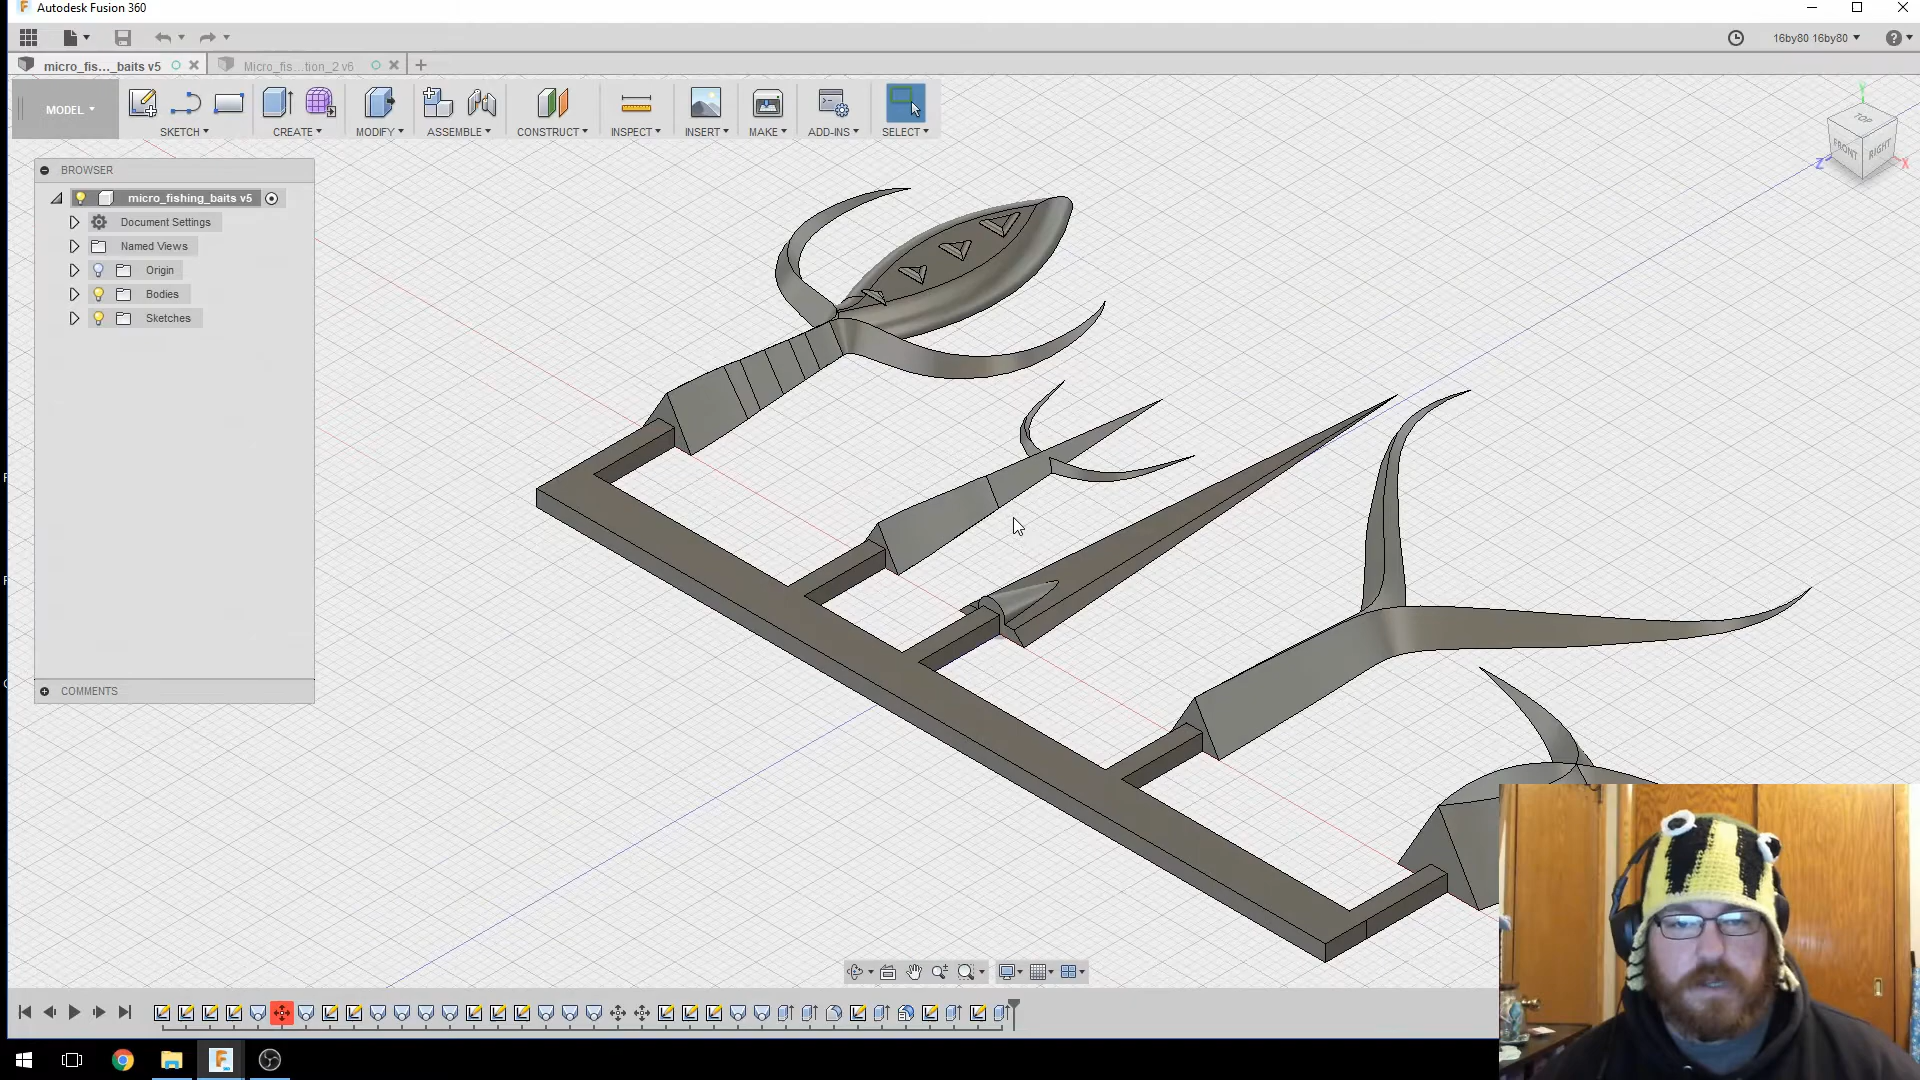 Autodesk Fusion 360
16by80 16by80
micro_fis..._baits v5
Micro_fis...tion_2 v6
MODEL
SKETCH
CREATE
MODIFY
ASSEMBLE
CONSTRUCT
INSPECT
INSERT
MAKE
ADD-INS
SELECT
TOP
FRONT
RIGHT
Y
Z
X
BROWSER
micro_fishing_baits v5
Document Settings
Named Views
Origin
Bodies
Sketches
COMMENTS